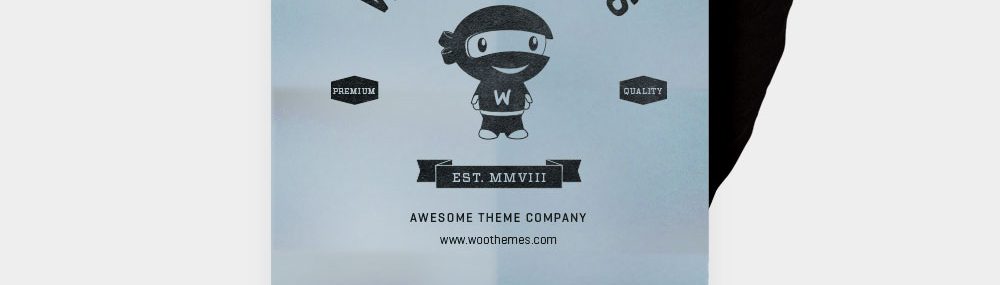 PREMIUM
QUALITY
W
EST. MMVIII
AWESOME THEME COMPANY
www.woothemes.com